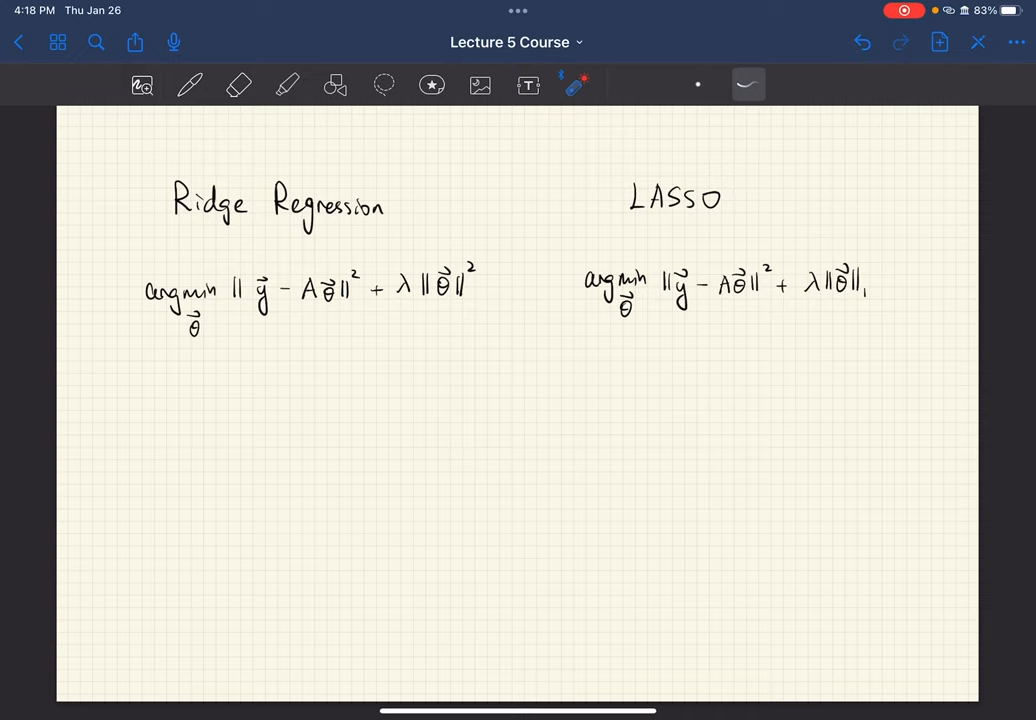 4:18 PM Thu Jan 26
83%
Lecture 5 Course
T
Ridge Regression
LASSO
argmin ‖ y⃗ − Aθ⃗ ‖² + λ ‖ θ⃗ ‖²
θ⃗
argmin ‖ y⃗ − Aθ⃗ ‖² + λ‖θ⃗‖₁
θ⃗